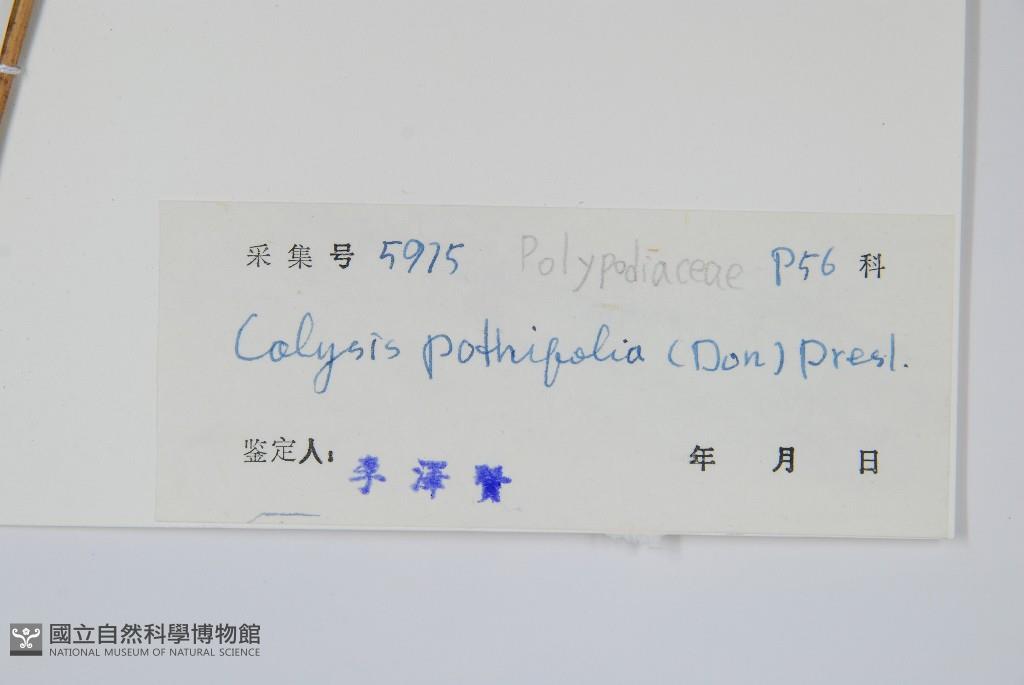 采集号 5975 Polypodiaceae P56 科
Colysis pothifolia (Don) Presl.
鉴定人: 李泽賢 年 月 日
國立自然科學博物館
NATIONAL MUSEUM OF NATURAL SCIENCE